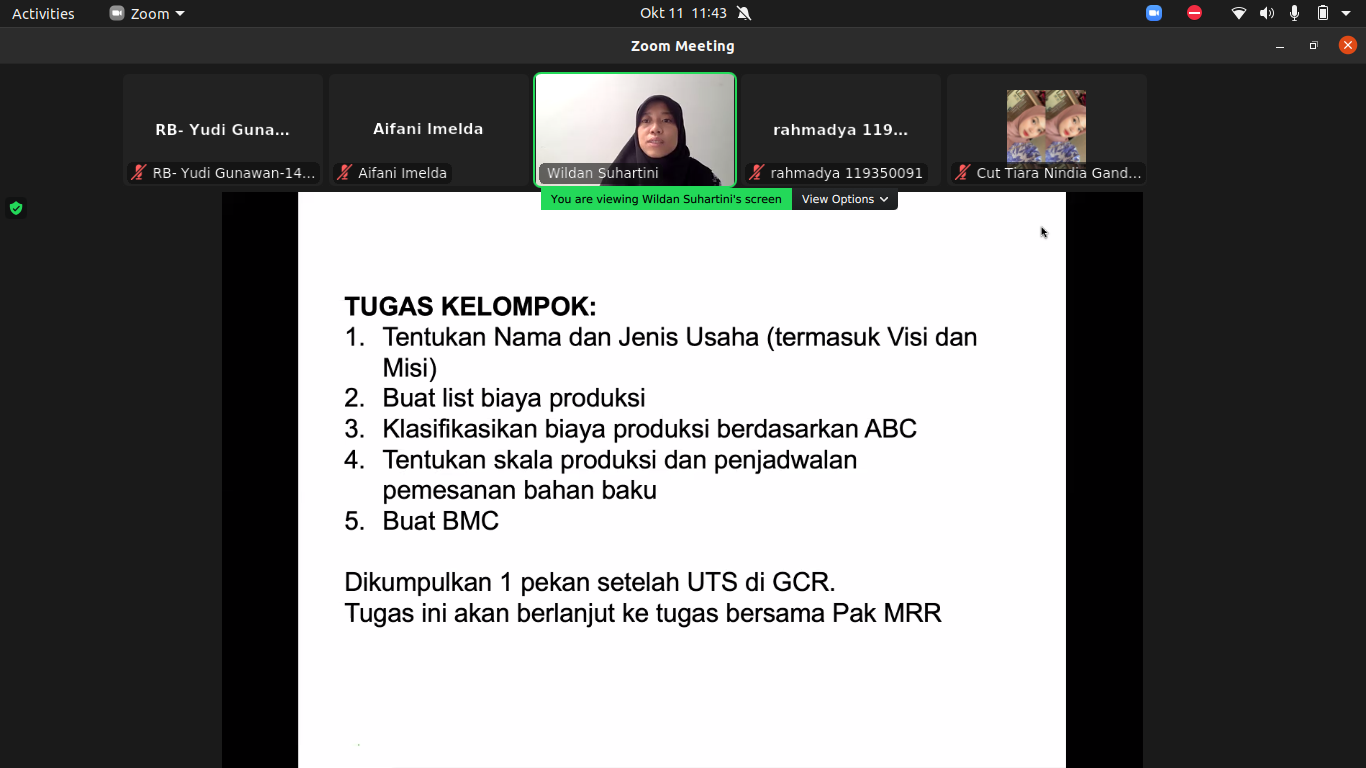 Activities
Zoom
Okt 11 11:43
Zoom Meeting
RB- Yudi Guna...
Aifani Imelda
rahmadya 119...
RB- Yudi Gunawan-14...
Aifani Imelda
Wildan Suhartini
rahmadya 119350091
Cut Tiara Nindia Gand...
You are viewing Wildan Suhartini's screen
View Options
TUGAS KELOMPOK:
1. Tentukan Nama dan Jenis Usaha (termasuk Visi dan
Misi)
2. Buat list biaya produksi
3. Klasifikasikan biaya produksi berdasarkan ABC
4. Tentukan skala produksi dan penjadwalan
pemesanan bahan baku
5. Buat BMC
Dikumpulkan 1 pekan setelah UTS di GCR.
Tugas ini akan berlanjut ke tugas bersama Pak MRR